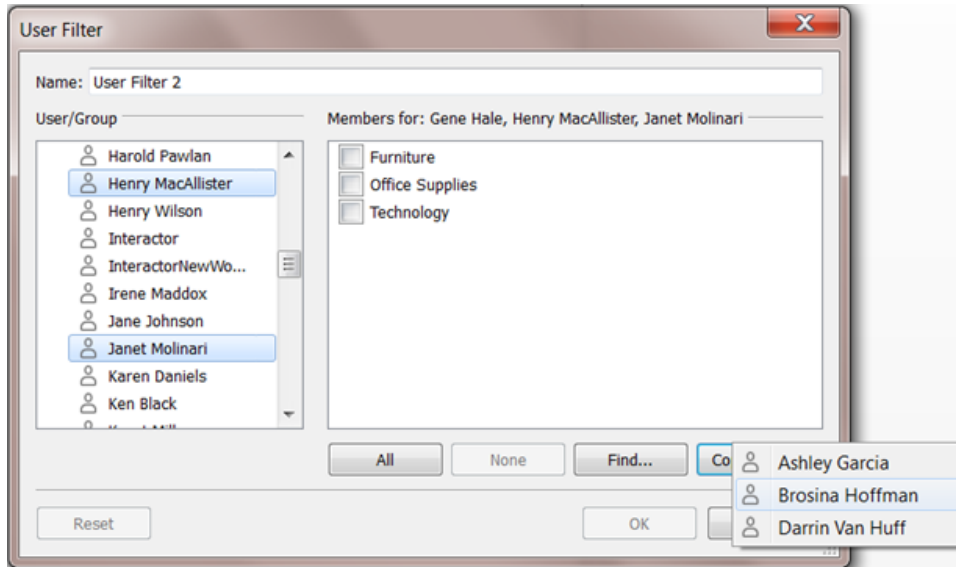 User Filter
Name: User Filter 2
User/Group
Members for: Gene Hale, Henry MacAllister, Janet Molinari
Harold Pawlan
Henry MacAllister
Henry Wilson
Interactor
InteractorNewWo...
Irene Maddox
Jane Johnson
Janet Molinari
Karen Daniels
Ken Black
Furniture
Office Supplies
Technology
All
None
Find...
Co
Ashley Garcia
Brosina Hoffman
Darrin Van Huff
Reset
OK